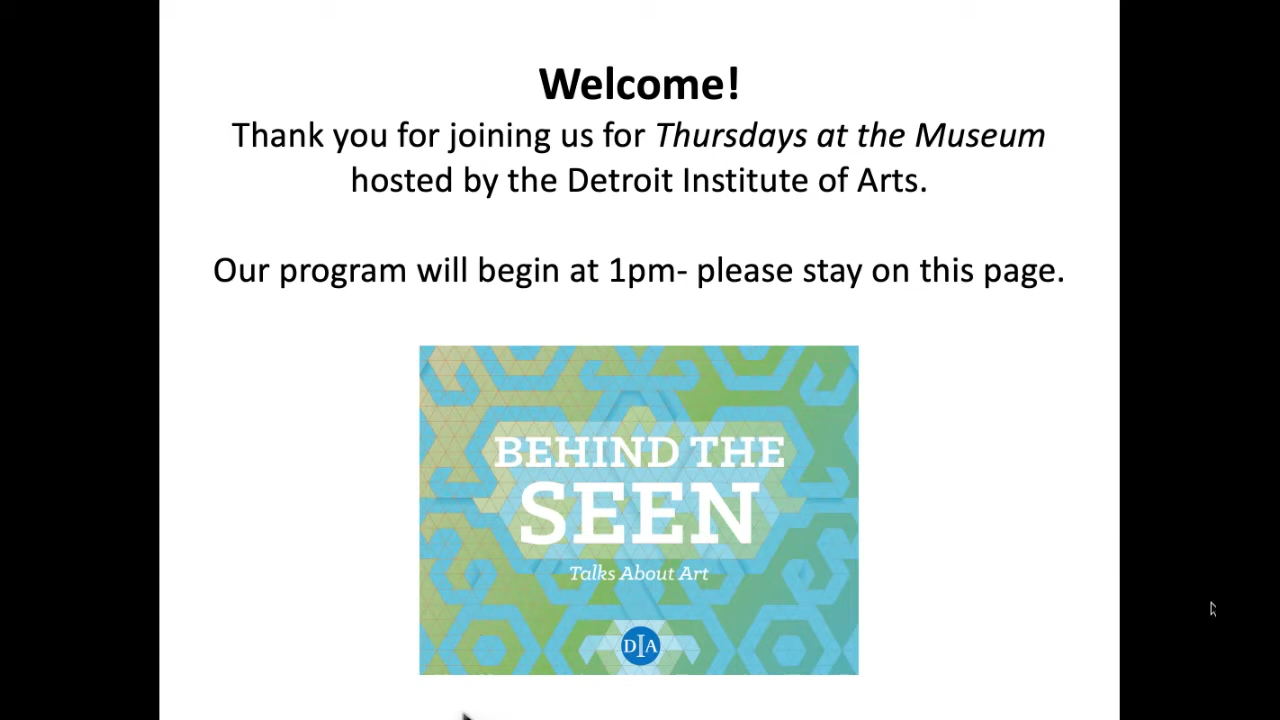 Welcome!
Thank you for joining us for Thursdays at the Museum
hosted by the Detroit Institute of Arts.
Our program will begin at 1pm- please stay on this page.
BEHIND THE
SEEN
Talks About Art
DIA